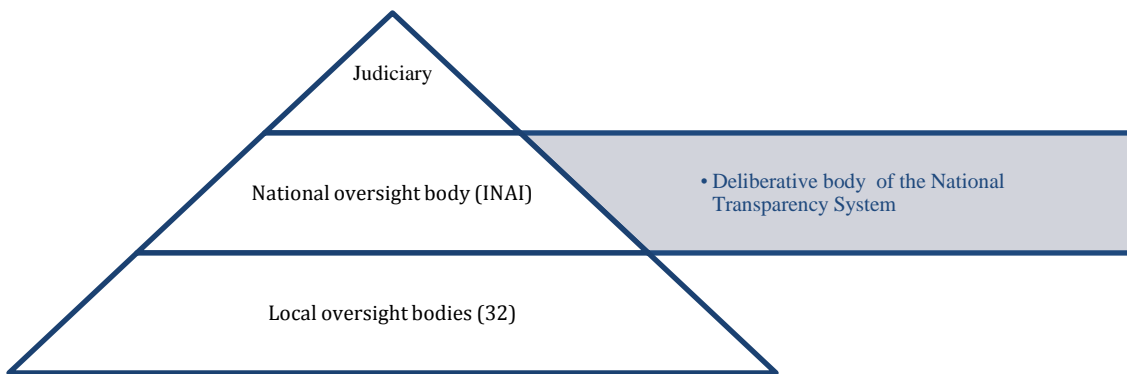 Judiciary
National oversight body (INAI)
• Deliberative body of the National
Transparency System
Local oversight bodies (32)